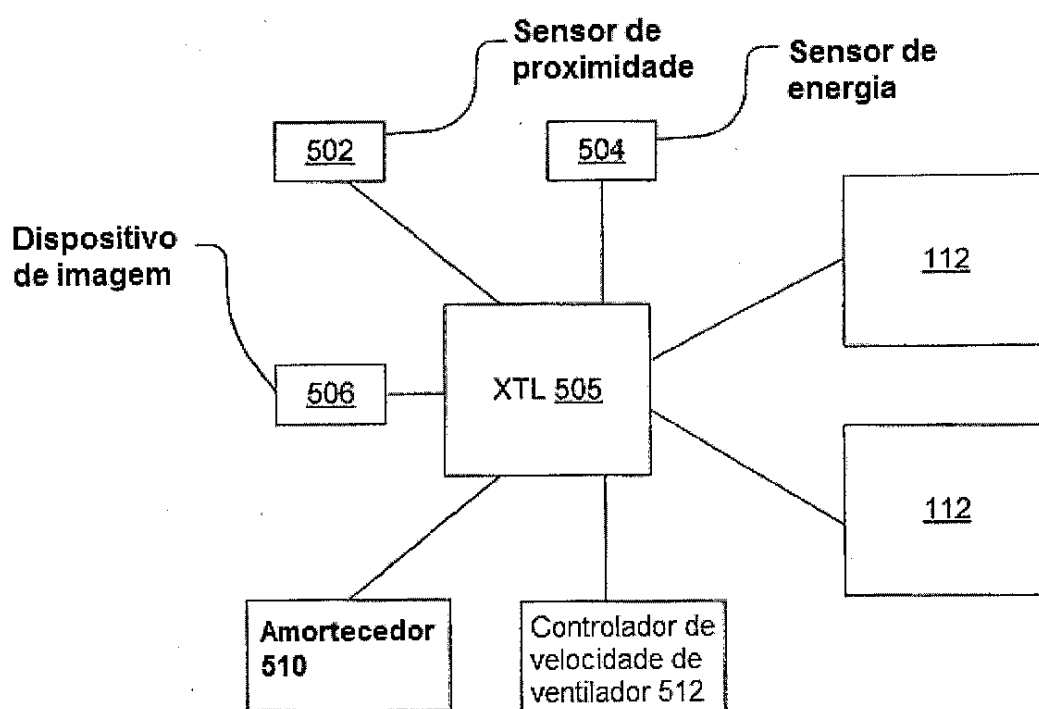 Sensor de
proximidade
Sensor de
energia
502
504
Dispositivo
de imagem
112
506
XTL 505
112
Amortecedor
510
Controlador de
velocidade de
ventilador 512